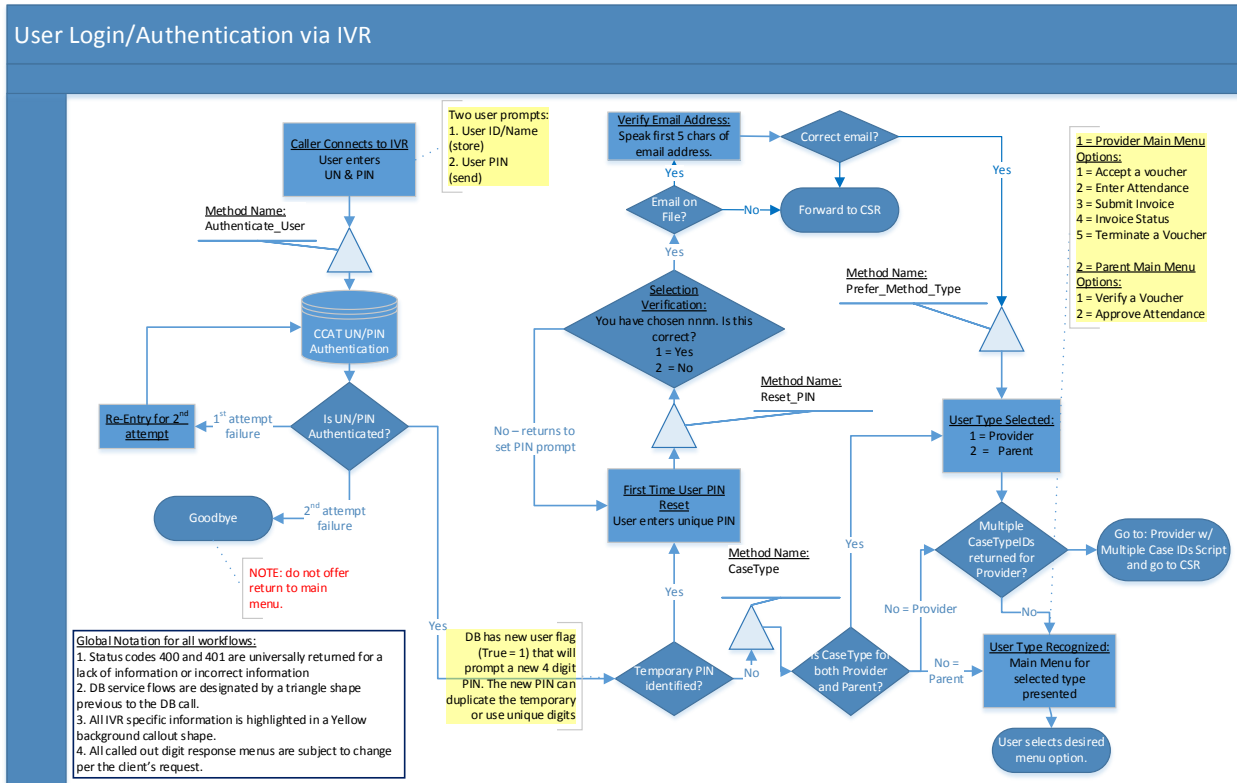 User Login/Authentication via IVR
Two user prompts:
1. User ID/Name
(store)
2. User PIN
(send)
Caller Connects to IVR
User enters
UN & PIN
Method Name:
Authenticate_User
CCAT UN/PIN
Authentication
Is UN/PIN
Authenticated?
1st attempt
failure
Re-Entry for 2nd
attempt
2nd attempt
failure
Goodbye
NOTE: do not offer
return to main
menu.
Yes
Global Notation for all workflows:
1. Status codes 400 and 401 are universally returned for a
lack of information or incorrect information
2. DB service flows are designated by a triangle shape
previous to the DB call.
3. All IVR specific information is highlighted in a Yellow
background callout shape.
4. All called out digit response menus are subject to change
per the client's request.
DB has new user flag
(True = 1) that will
prompt a new 4 digit
PIN. The new PIN can
duplicate the temporary
or use unique digits
Temporary PIN
identified?
Yes
No
First Time User PIN
Reset
User enters unique PIN
Method Name:
Reset_PIN
Selection
Verification:
You have chosen nnnn. Is this
correct?
1 = Yes
2 = No
No – returns to
set PIN prompt
Yes
Email on
File?
No
Yes
Verify Email Address:
Speak first 5 chars of
email address.
Correct email?
Forward to CSR
Yes
Method Name:
Prefer_Method_Type
Method Name:
CaseType
Is CaseType for
both Provider
and Parent?
Yes
No = Provider
No =
Parent
User Type Selected:
1 = Provider
2 = Parent
Multiple
CaseTypeIDs
returned for
Provider?
No
Go to: Provider w/
Multiple Case IDs Script
and go to CSR
User Type Recognized:
Main Menu for
selected type
presented
User selects desired
menu option.
1 = Provider Main Menu
Options:
1 = Accept a voucher
2 = Enter Attendance
3 = Submit Invoice
4 = Invoice Status
5 = Terminate a Voucher
2 = Parent Main Menu
Options:
1 = Verify a Voucher
2 = Approve Attendance